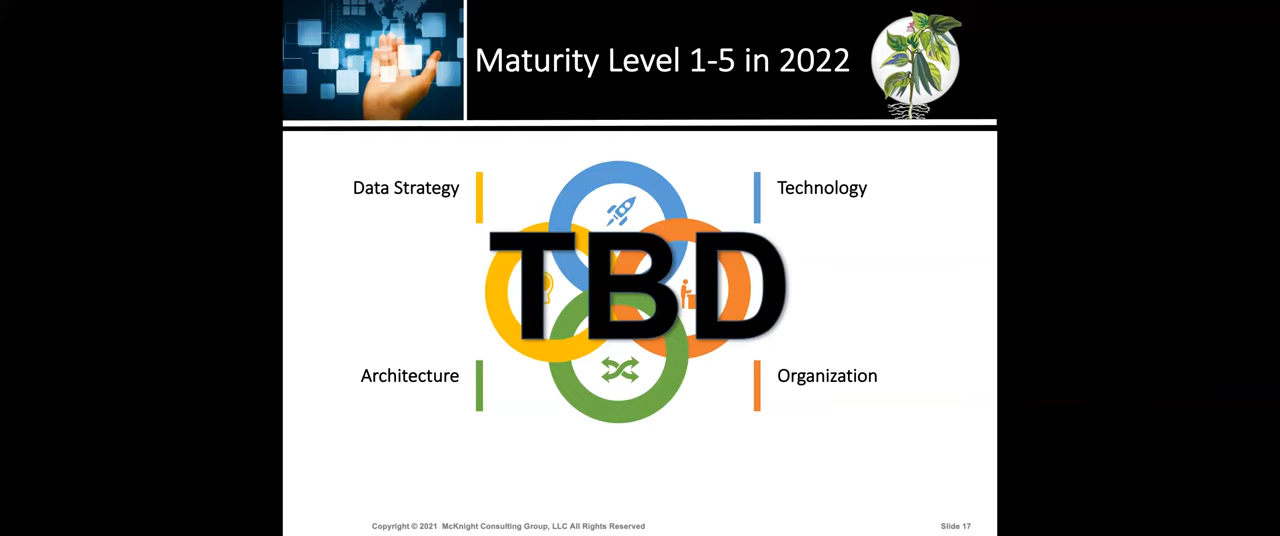 Maturity Level 1-5 in 2022
Data Strategy
Technology
TBD
Architecture
Organization
Copyright © 2021 McKnight Consulting Group, LLC All Rights Reserved
Slide 17